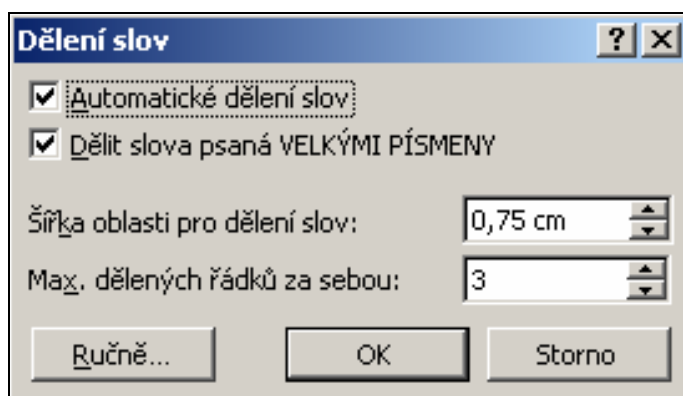 Dělení slov
Automatické dělení slov
Dělit slova psaná VELKÝMI PÍSMENY
Šířka oblasti pro dělení slov: 0,75 cm
Max. dělených řádků za sebou: 3
Ručně... OK Storno